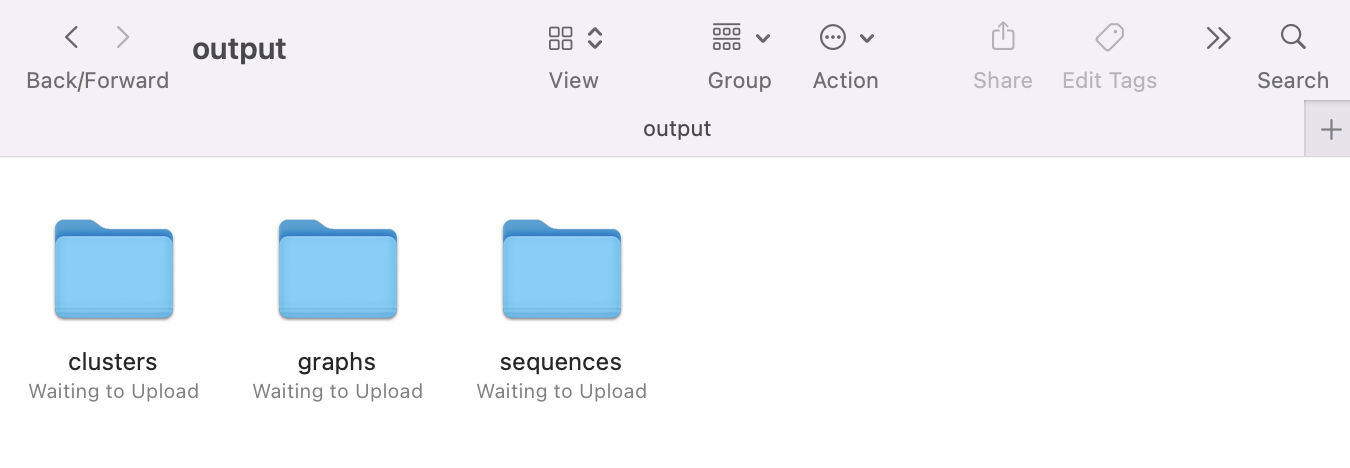 output
Back/Forward
View
Group
Action
Share
Edit Tags
Search
output
clusters
graphs
sequences
Waiting to Upload
Waiting to Upload
Waiting to Upload